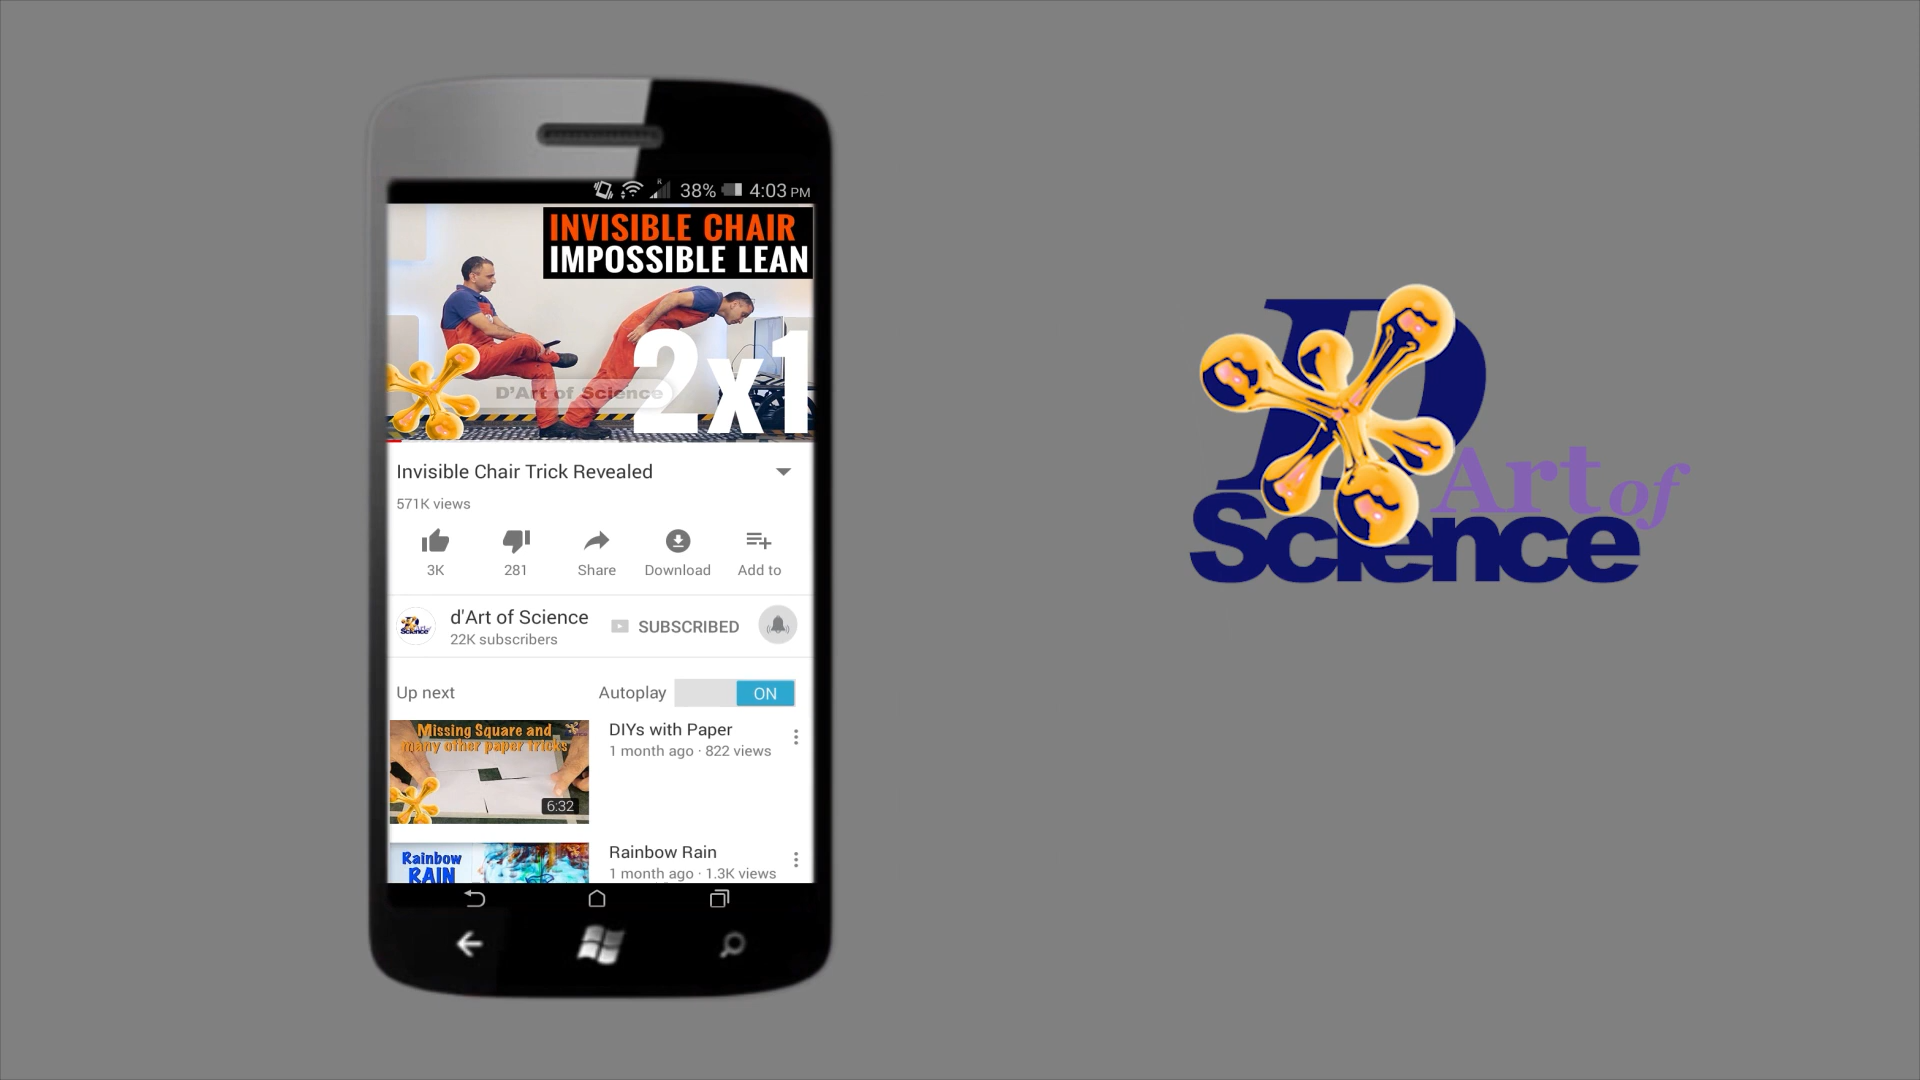 38% 4:03 PM
INVISIBLE CHAIR
IMPOSSIBLE LEAN
2x1
D'Art of Science
Invisible Chair Trick Revealed
571K views
3K 281 Share Download Add to
d'Art of Science
22K subscribers
SUBSCRIBED
Up next Autoplay ON
Missing Square and
many other paper tricks
6:32
DIYs with Paper
1 month ago · 822 views
Rainbow
RAIN
Rainbow Rain
1 month ago · 1.3K views
D
Art of
Science